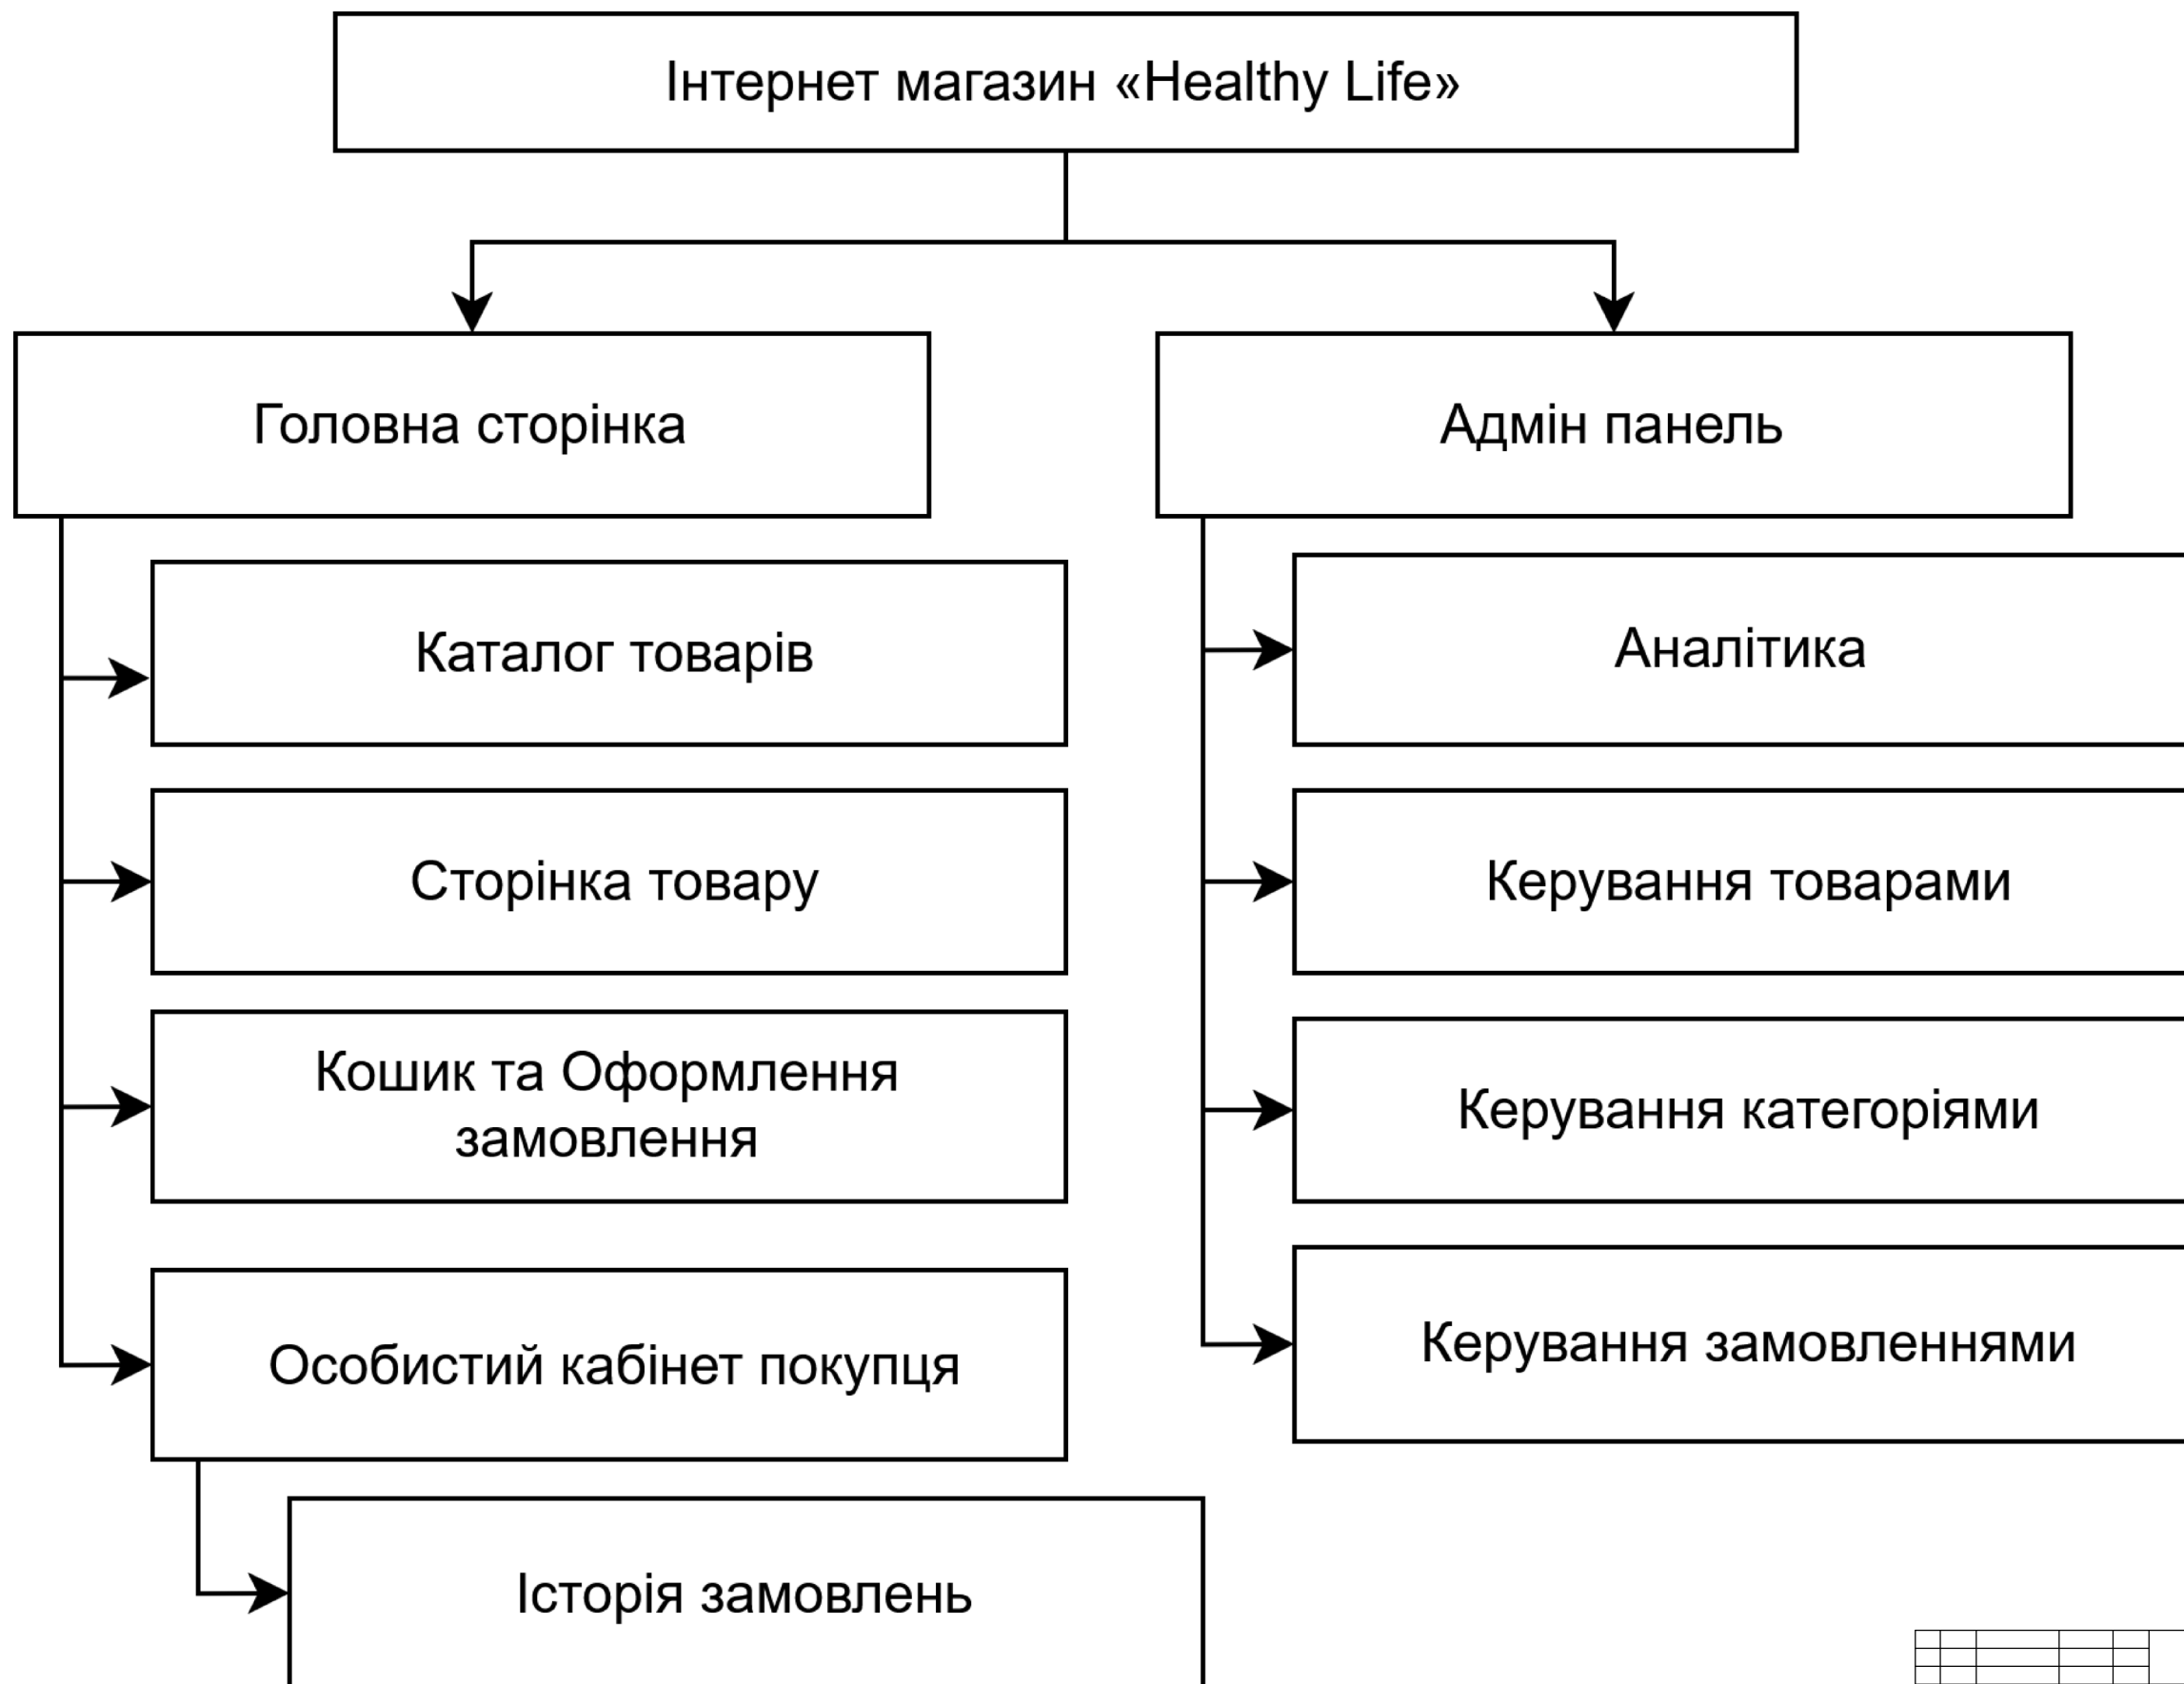 Інтернет магазин «Healthy Life»
Головна сторінка
Адмін панель
Каталог товарів
Аналітика
Сторінка товару
Керування товарами
Кошик та Оформлення
замовлення
Керування категоріями
Особистий кабінет покупця
Керування замовленнями
Історія замовлень